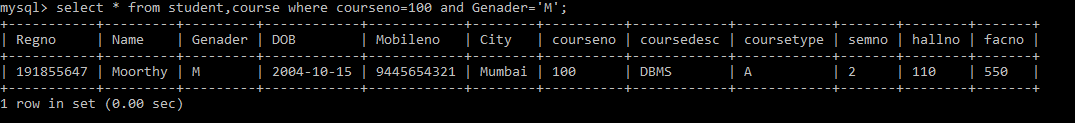 mysql> select * from student,course where courseno=100 and Genader='M';
+-----------+---------+---------+------------+------------+--------+----------+------------+------------+-------+--------+-------+
| Regno | Name | Genader | DOB | Mobileno | City | courseno | coursedesc | coursetype | semno | hallno | facno |
+-----------+---------+---------+------------+------------+--------+----------+------------+------------+-------+--------+-------+
| 191855647 | Moorthy | M | 2004-10-15 | 9445654321 | Mumbai | 100 | DBMS | A | 2 | 110 | 550 |
+-----------+---------+---------+------------+------------+--------+----------+------------+------------+-------+--------+-------+
1 row in set (0.00 sec)